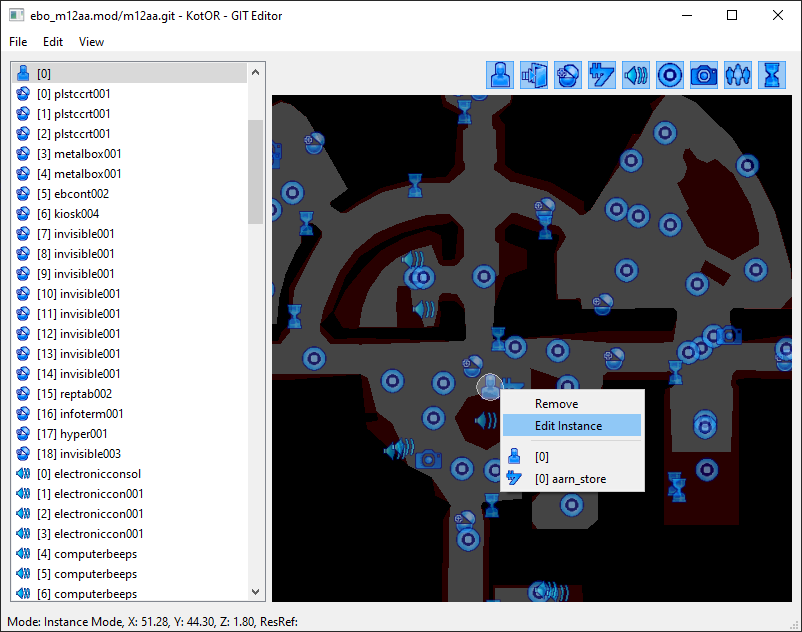 ebo_m12aa.mod/m12aa.git - KotOR - GIT Editor
File Edit View
[0]
[0] plstccrt001
[1] plstccrt001
[2] plstccrt001
[3] metalbox001
[4] metalbox001
[5] ebcont002
[6] kiosk004
[7] invisible001
[8] invisible001
[9] invisible001
[10] invisible001
[11] invisible001
[12] invisible001
[13] invisible001
[14] invisible001
[15] reptab002
[16] infoterm001
[17] hyper001
[18] invisible003
[0] electronicconsol
[1] electroniccon001
[2] electroniccon001
[3] electroniccon001
[4] computerbeeps
[5] computerbeeps
[6] computerbeeps
Remove
Edit Instance
[0]
[0] aarn_store
Mode: Instance Mode, X: 51.28, Y: 44.30, Z: 1.80, ResRef: